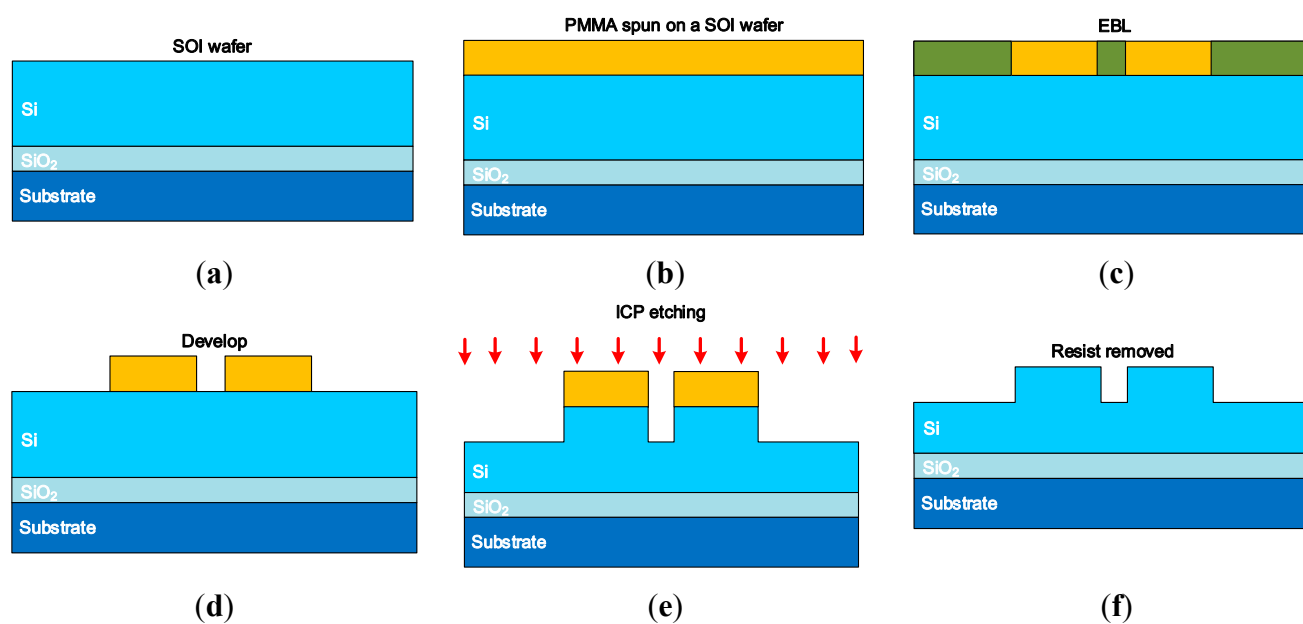 SOI wafer
Si
SiO₂
Substrate
(a)
PMMA spun on a SOI wafer
Si
SiO₂
Substrate
(b)
EBL
Si
SiO₂
Substrate
(c)
Develop
Si
SiO₂
Substrate
(d)
ICP etching
Si
SiO₂
Substrate
(e)
Resist removed
Si
SiO₂
Substrate
(f)